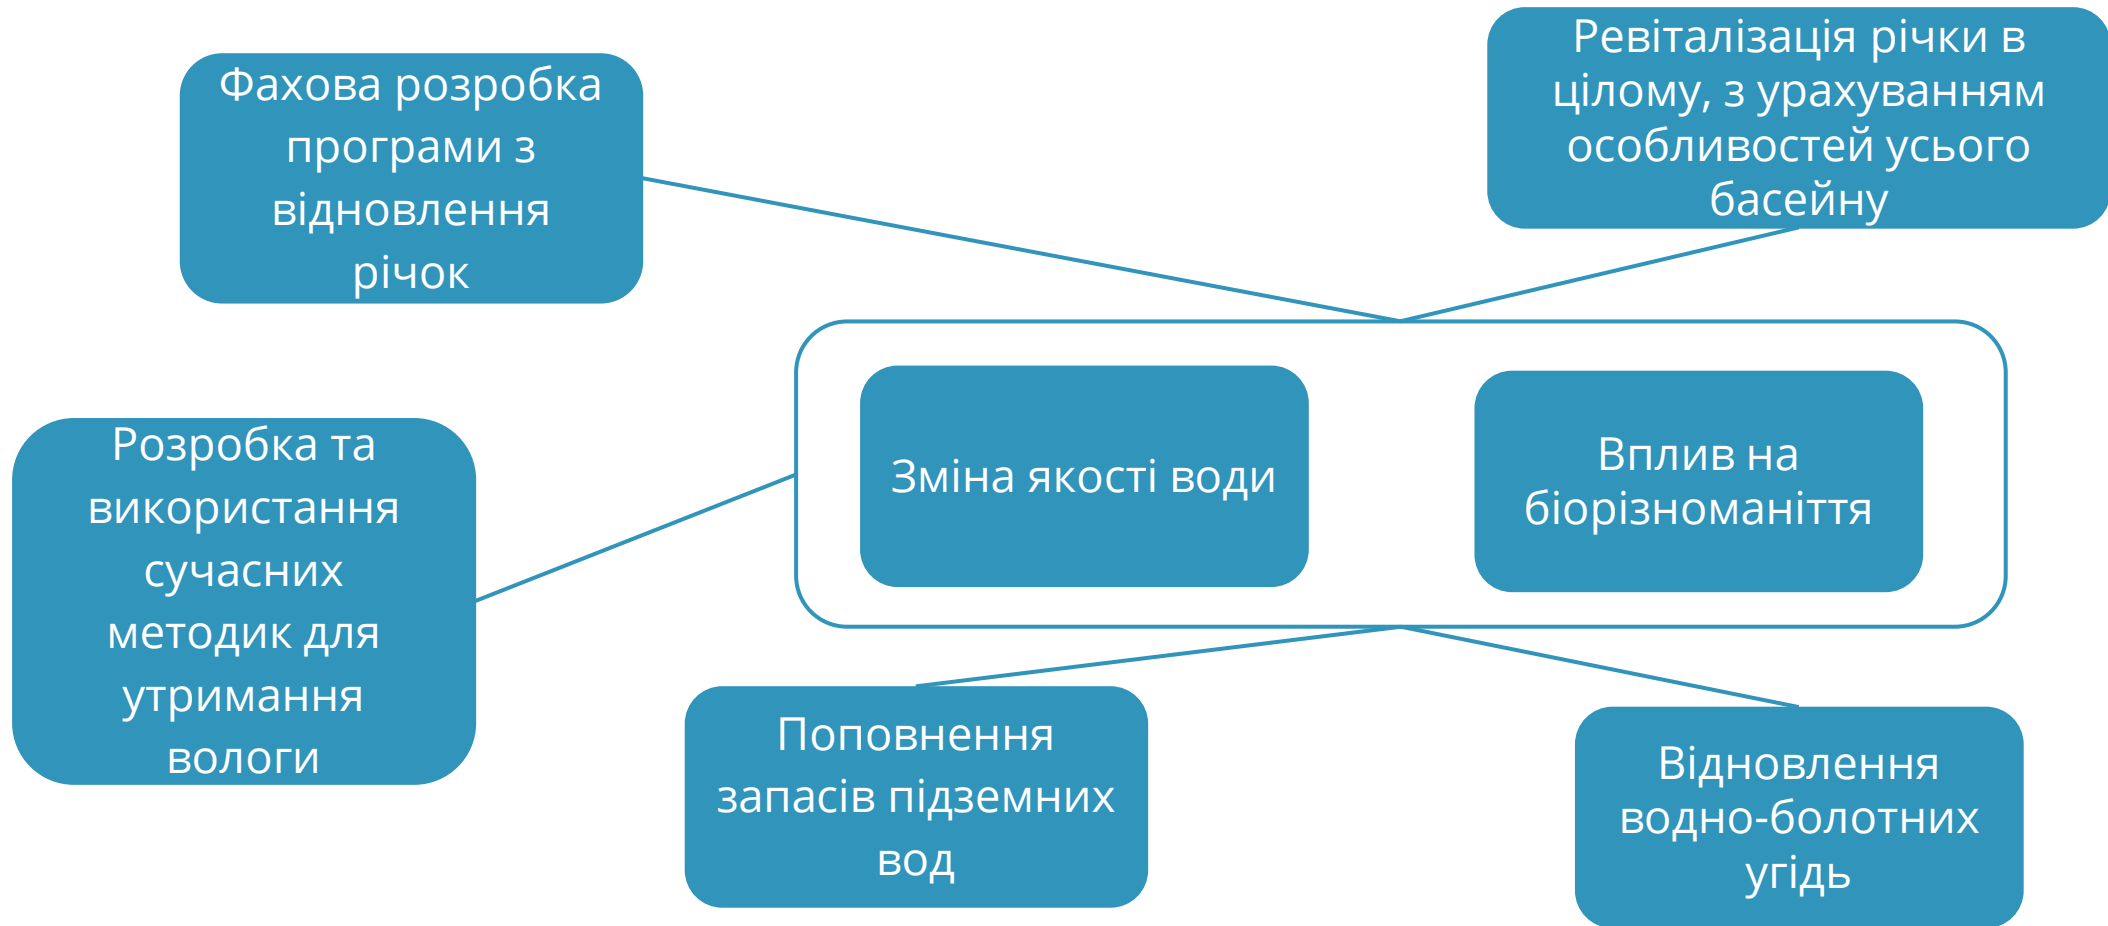 Фахова розробка
програми з
відновлення
річок
Ревіталізація річки в
цілому, з урахуванням
особливостей усього
басейну
Розробка та
використання
сучасних
методик для
утримання
вологи
Зміна якості води
Вплив на
біорізноманіття
Поповнення
запасів підземних
вод
Відновлення
водно-болотних
угідь